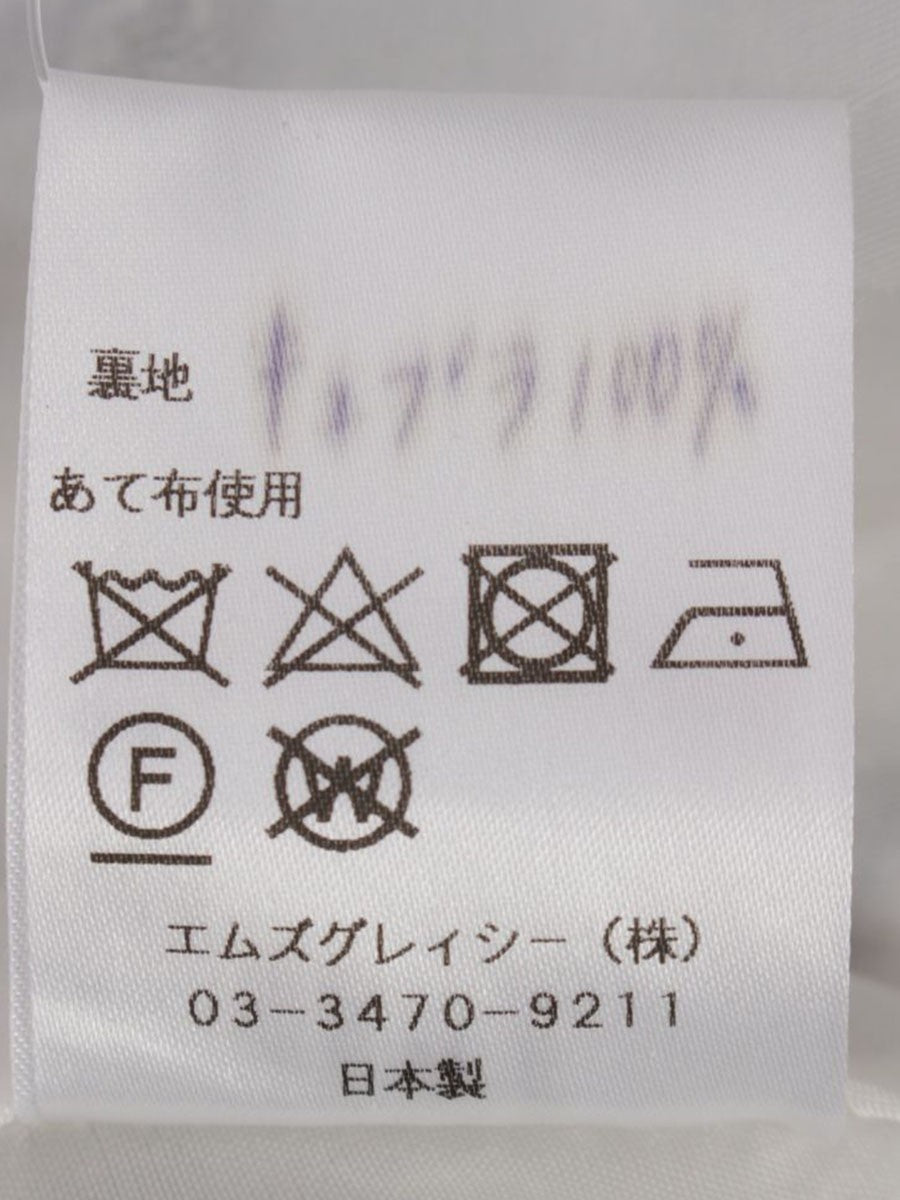 裏地 キュプラ100%
あて布使用
F W
エムズグレイシー（株）
03-3470-9211
日本製